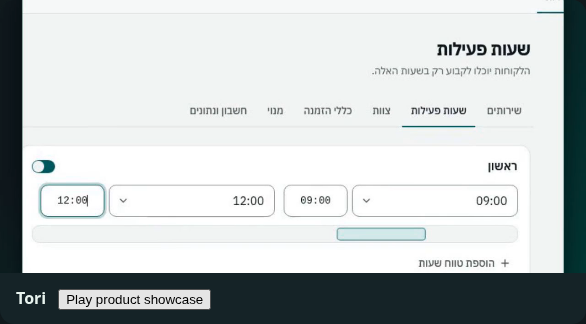 שעות פעילות
הלקוחות יוכלו לקבוע רק בשעות האלה.
שירותים שעות פעילות צוות כללי הזמנה מנוי חשבון ונתונים
ראשון
09:00 09:00 12:00 12:00
+ הוספת טווח שעות
Tori Play product showcase